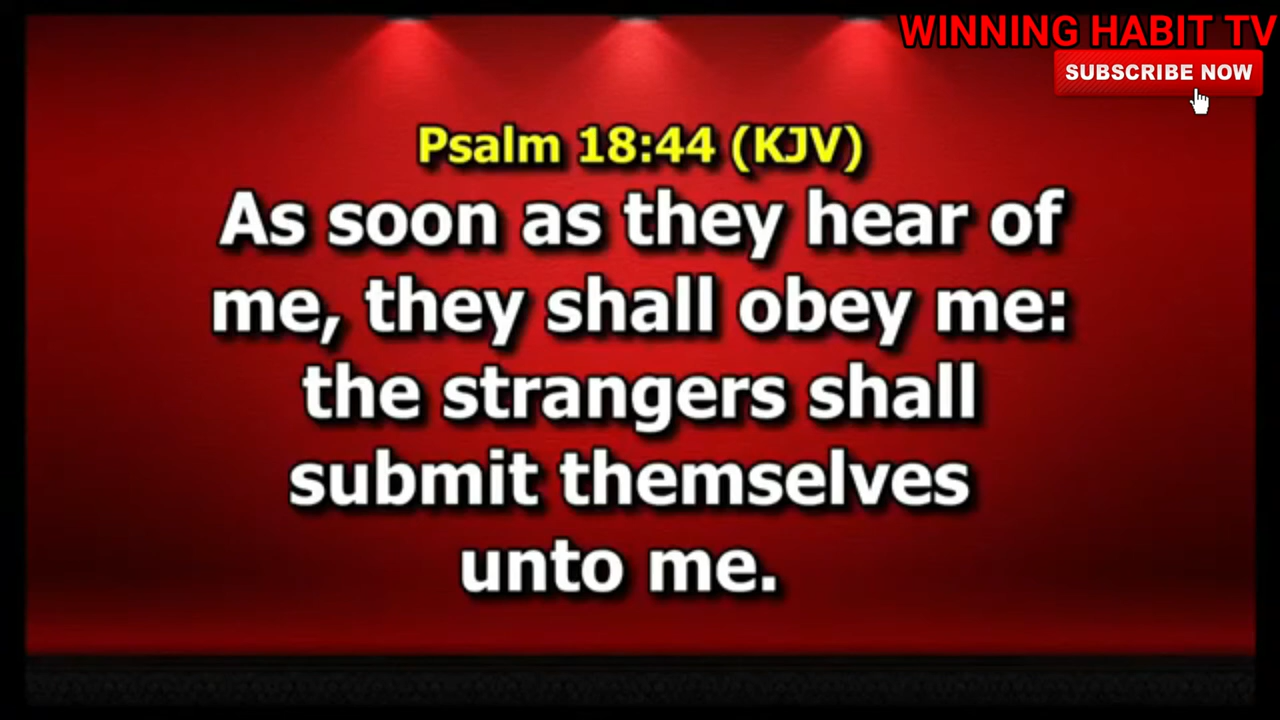 WINNING HABIT TV
SUBSCRIBE NOW
Psalm 18:44 (KJV)
As soon as they hear of
me, they shall obey me:
the strangers shall
submit themselves
unto me.